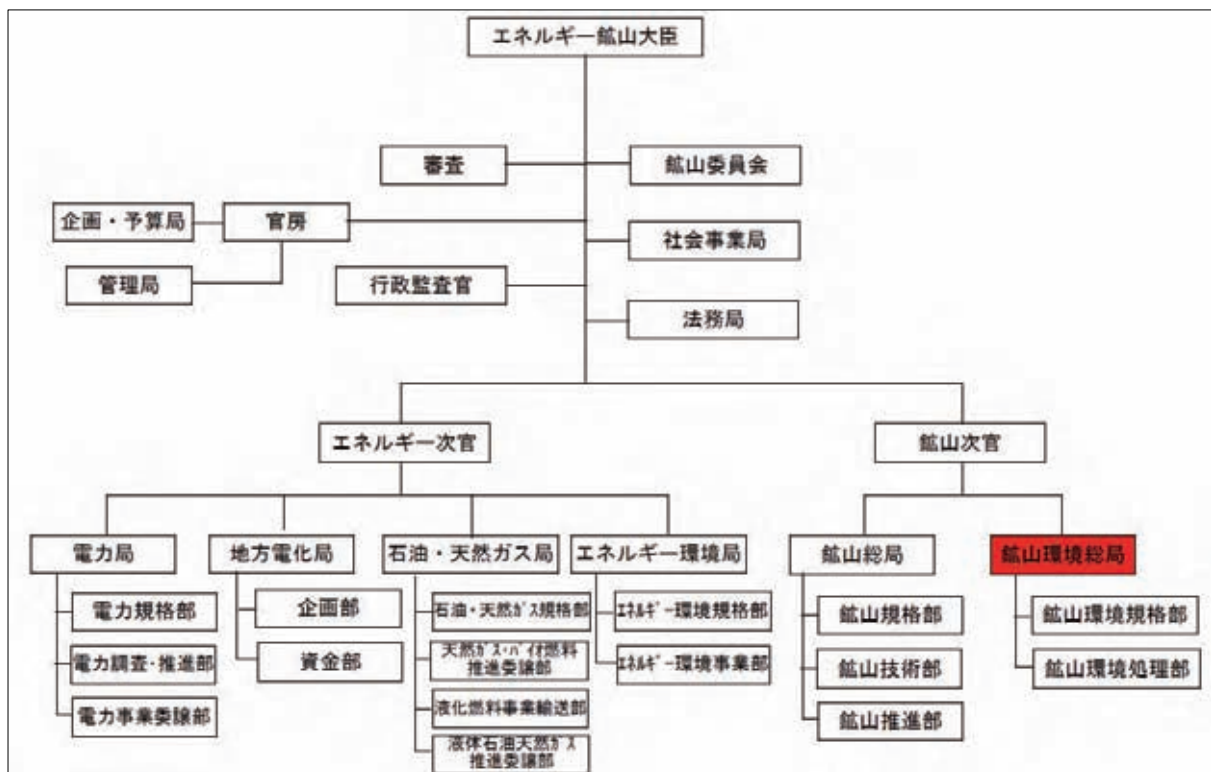 エネルギー鉱山大臣
審査
鉱山委員会
企画・予算局
官房
社会事業局
管理局
行政監査官
法務局
エネルギー次官
鉱山次官
電力局
地方電化局
石油・天然ガス局
エネルギー環境局
鉱山総局
鉱山環境総局
電力規格部
電力調査・推進部
電力事業委譲部
企画部
資金部
石油・天然ｶﾞｽ規格部
天然ｶﾞｽ・ﾊﾞｲｵ燃料
推進委譲部
液化燃料事業輸送部
液体石油天然ｶﾞｽ
推進委譲部
ｴﾈﾙｷﾞｰ環境規格部
ｴﾈﾙｷﾞｰ環境事業部
鉱山規格部
鉱山技術部
鉱山推進部
鉱山環境規格部
鉱山環境処理部